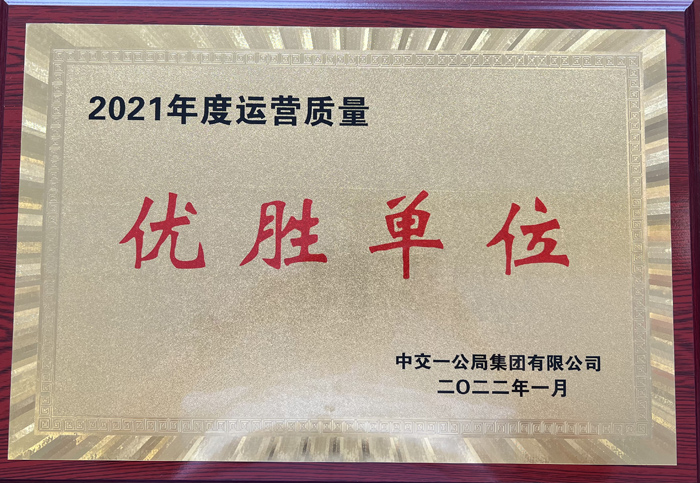 2021年度运营质量
优胜单位
中交一公局集团有限公司
二〇二二年一月